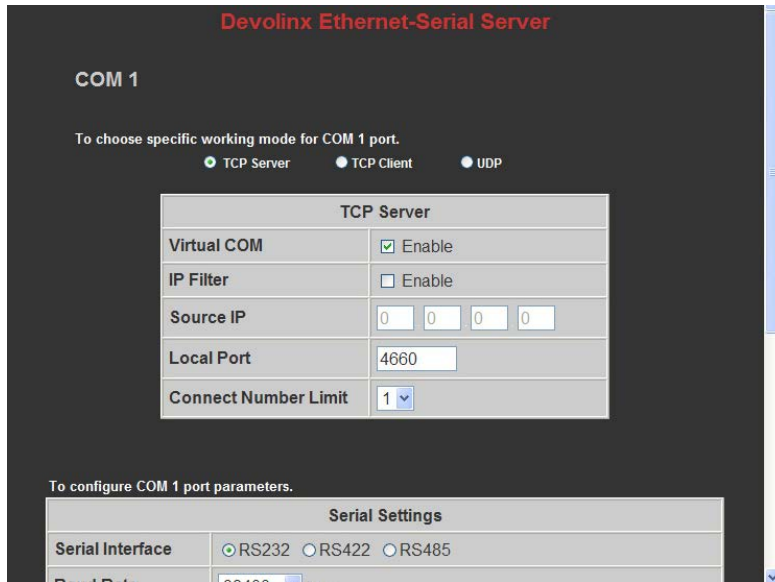 Devolinx Ethernet-Serial Server
COM 1
To choose specific working mode for COM 1 port.
TCP Server TCP Client UDP
TCP Server
Virtual COM Enable
IP Filter Enable
Source IP 0 0 0 0
Local Port 4660
Connect Number Limit 1
To configure COM 1 port parameters.
Serial Settings
Serial Interface RS232 RS422 RS485